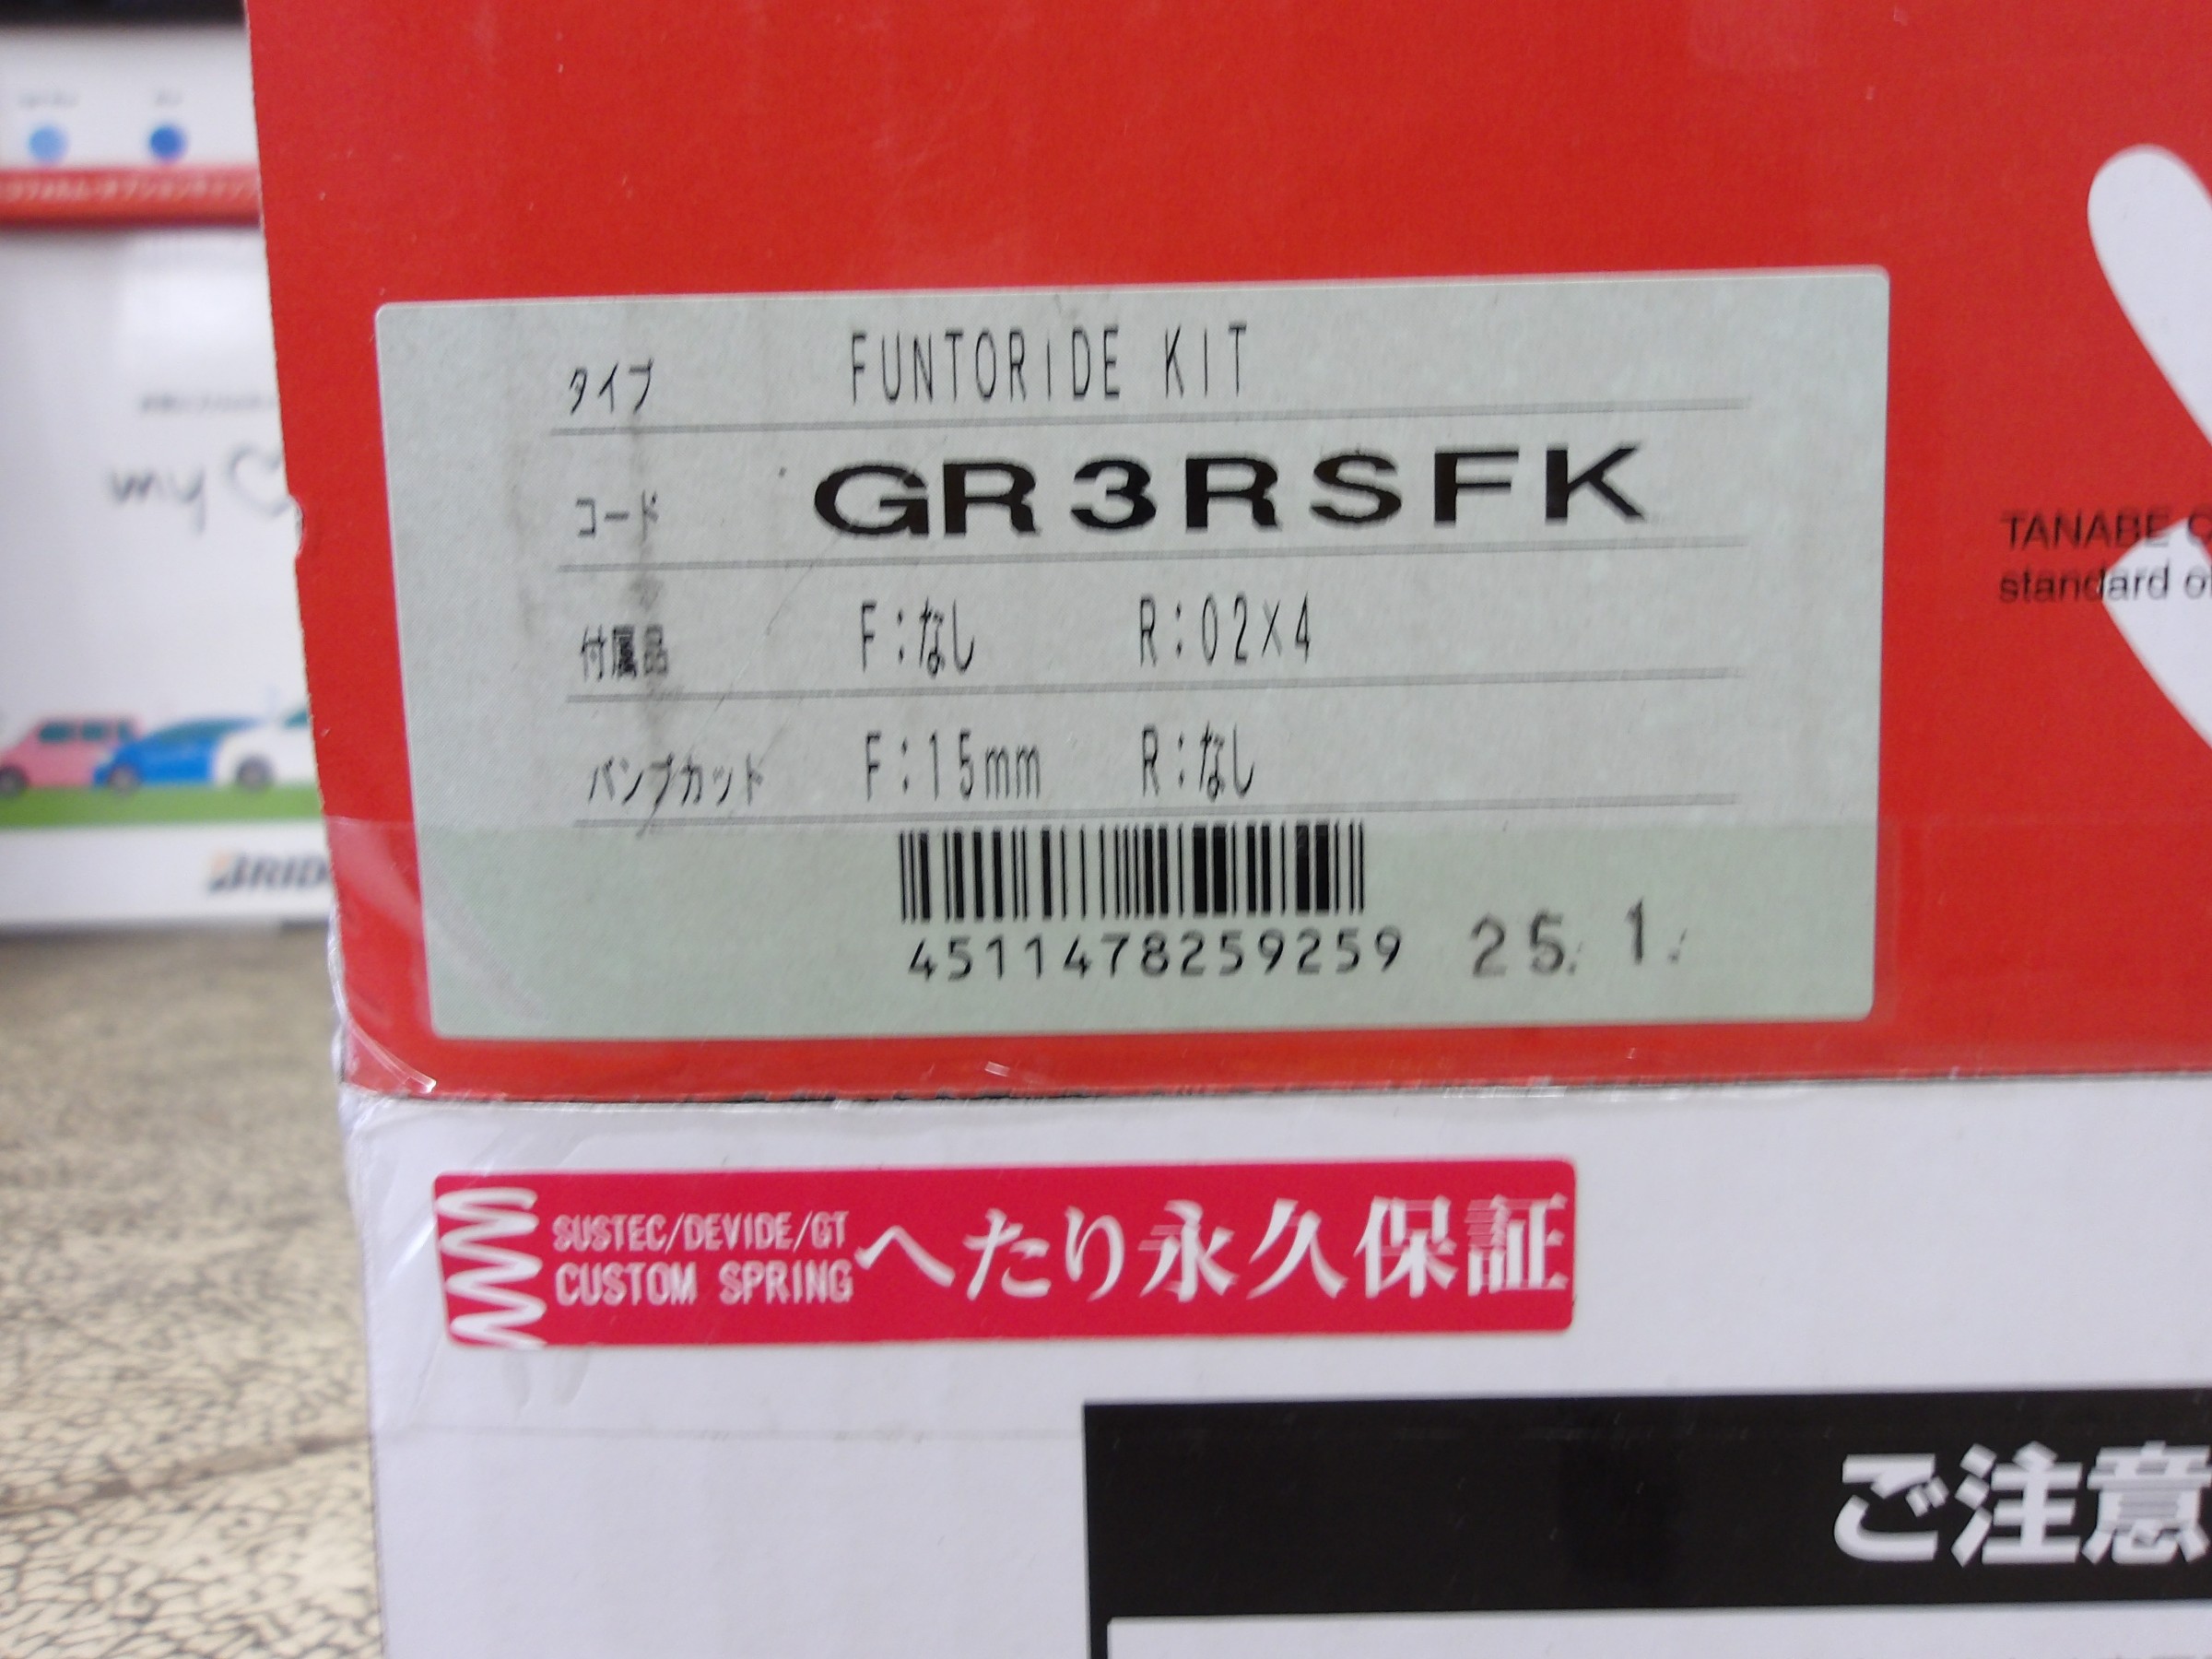 タイプ FUNTORIDE KIT
コード GR3RSFK
付属品 F:なし R:02×4
バンプカット F:15mm R:なし
4511478259259 25. 1.
TANABE
standard
my
SUSTEC/DEVIDE/GT
CUSTOM SPRING
へたり永久保証
ご注意